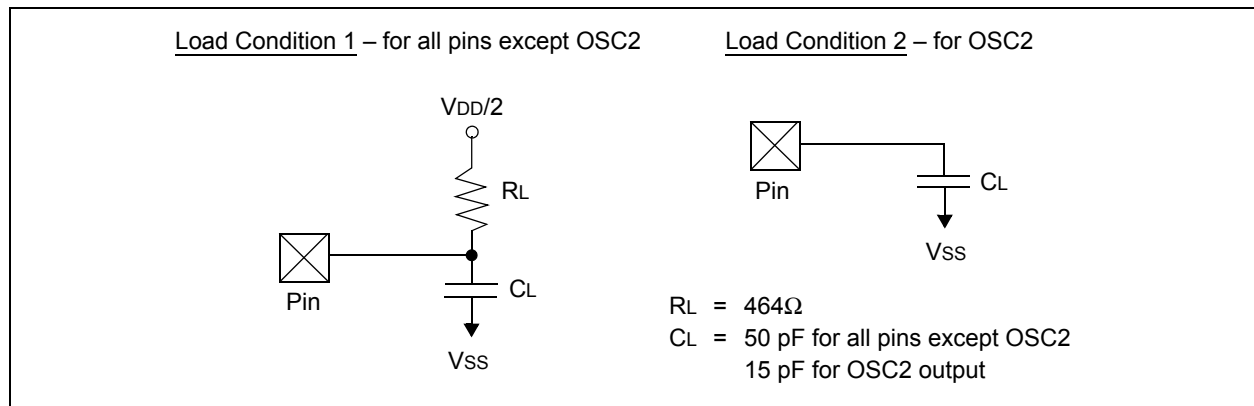 Load Condition 1 – for all pins except OSC2
VDD/2
RL
Pin
CL
VSS
Load Condition 2 – for OSC2
Pin
CL
VSS
RL = 464Ω
CL = 50 pF for all pins except OSC2
15 pF for OSC2 output